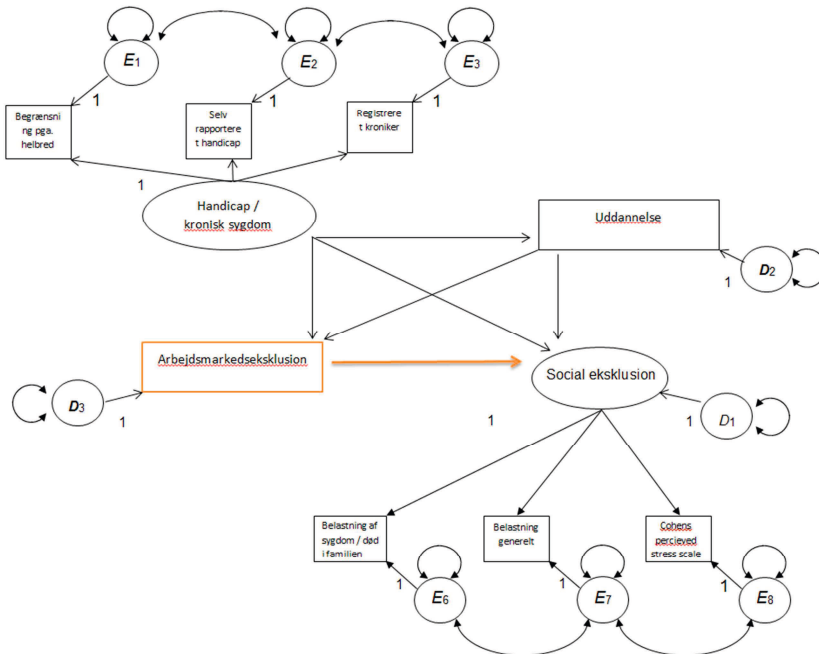 E1
E2
E3
1
1
1
Begrænsni
ng pga.
helbred
Selv
rapportere
t handicap
Registrere
t kroniker
1
Handicap /
kronisk sygdom
Uddannelse
D2
1
Arbejdsmarkedseksklusion
Social eksklusion
D3
1
1
1
D1
Belastning af
sygdom / død
i familien
Belastning
generelt
Cohens
percieved
stress scale
1
1
1
E6
E7
E8